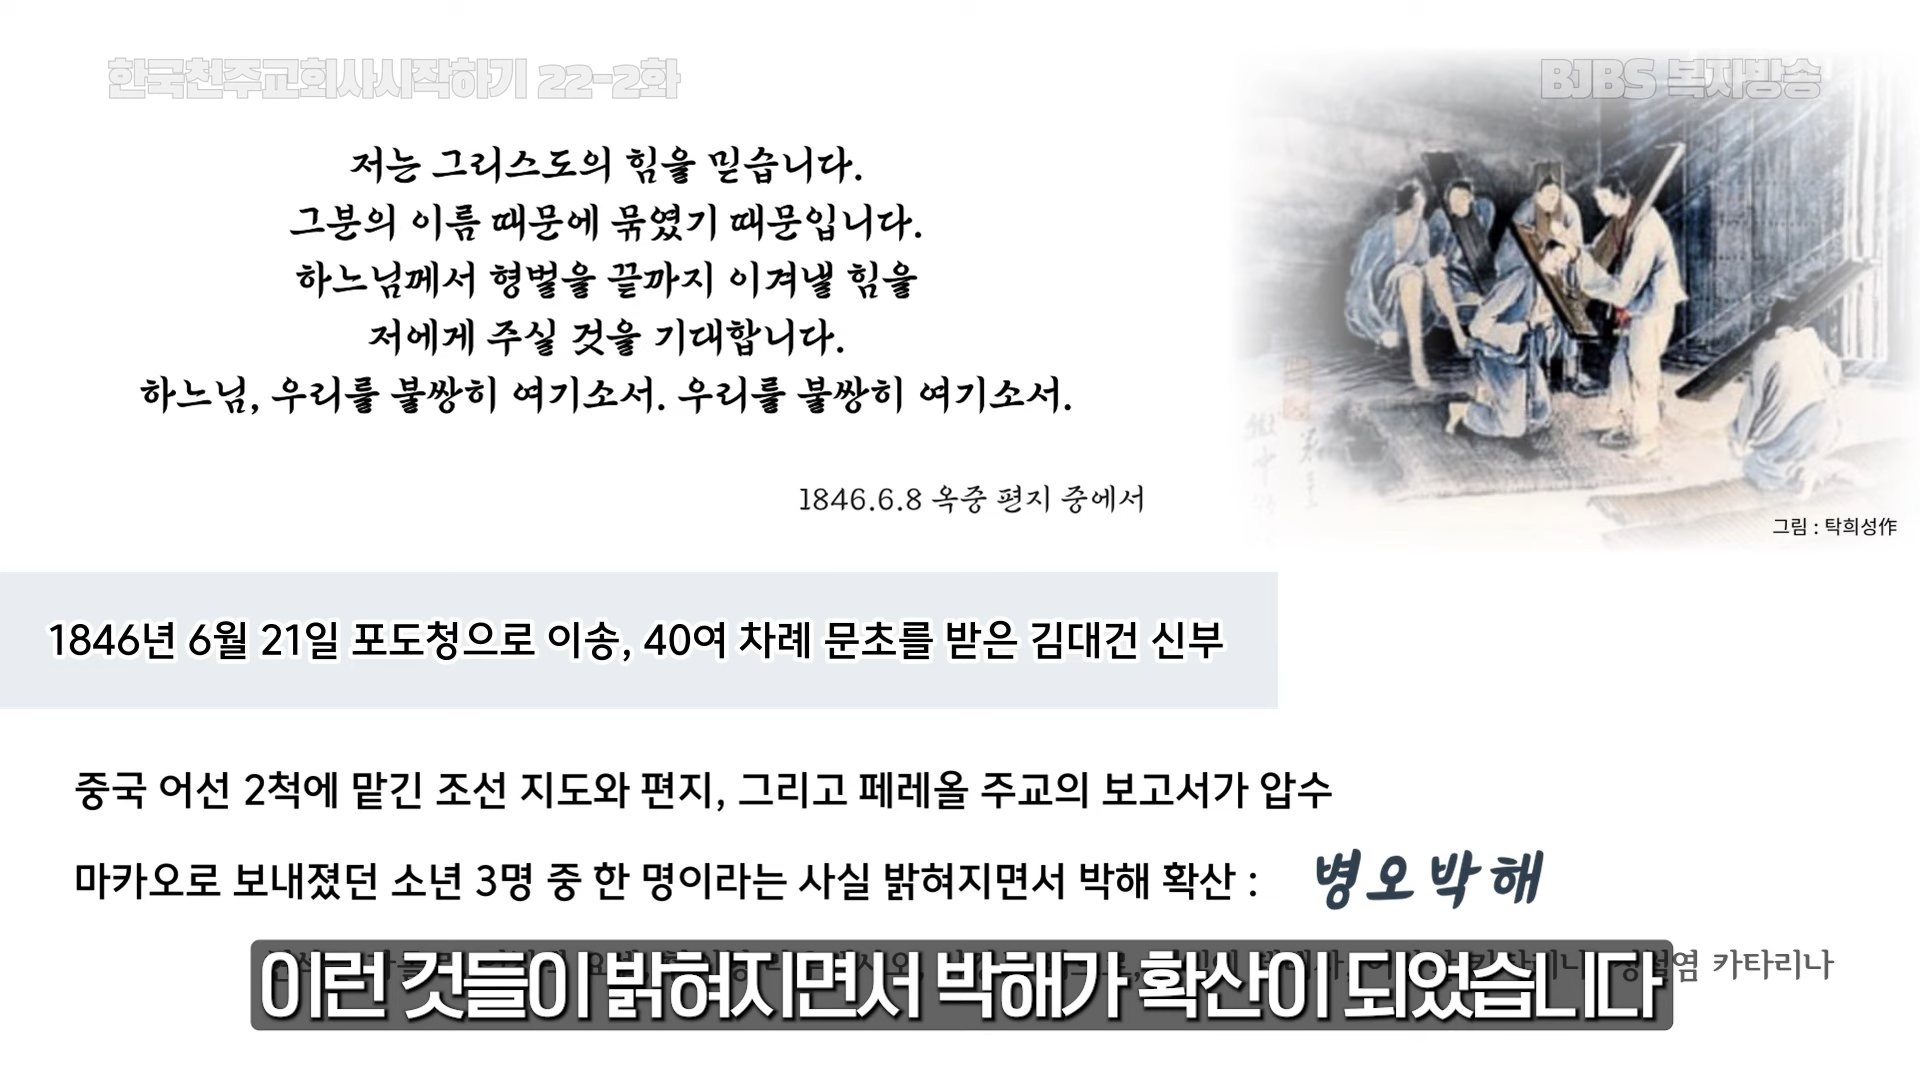 한국천주교회사시작하기 22-2화
BJBS 복자방송
저는 그리스도의 힘을 믿습니다.
그분의 이름 때문에 묶였기 때문입니다.
하느님께서 형벌을 끝까지 이겨낼 힘을
저에게 주실 것을 기대합니다.
하느님, 우리를 불쌍히 여기소서. 우리를 불쌍히 여기소서.
1846.6.8 옥중 편지 중에서
그림 : 탁희성作
1846년 6월 21일 포도청으로 이송, 40여 차례 문초를 받은 김대건 신부
중국 어선 2척에 맡긴 조선 지도와 편지, 그리고 페레올 주교의 보고서가 압수
마카오로 보내졌던 소년 3명 중 한 명이라는 사실 밝혀지면서 박해 확산 : 병오박해
카타리나
이런 것들이 밝혀지면서 박해가 확산이 되었습니다